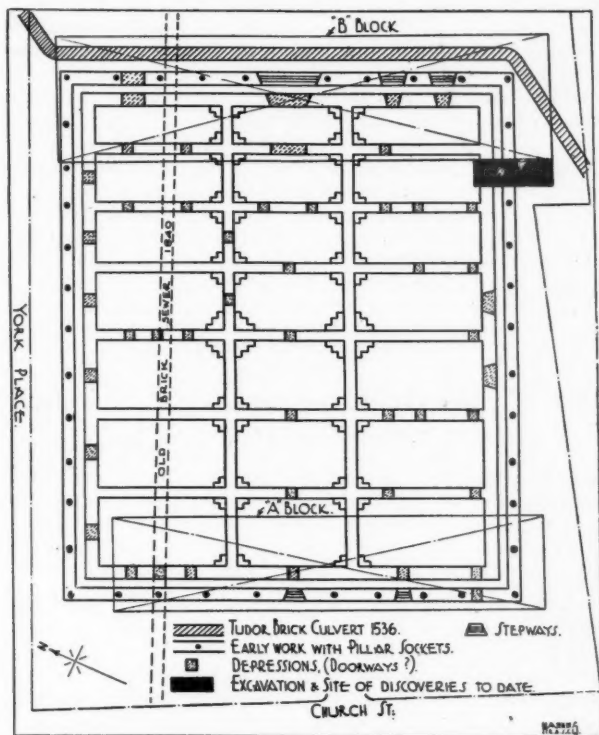 "B" BLOCK
YORK PLACE.
OLD BRICK SEWER 1840
"A" BLOCK.
TUDOR BRICK CULVERT 1536.
STEPWAYS.
EARLY WORK WITH PILLAR SOCKETS.
DEPRESSIONS, (DOORWAYS ?).
EXCAVATION & SITE OF DISCOVERIES TO DATE
CHURCH ST:
N